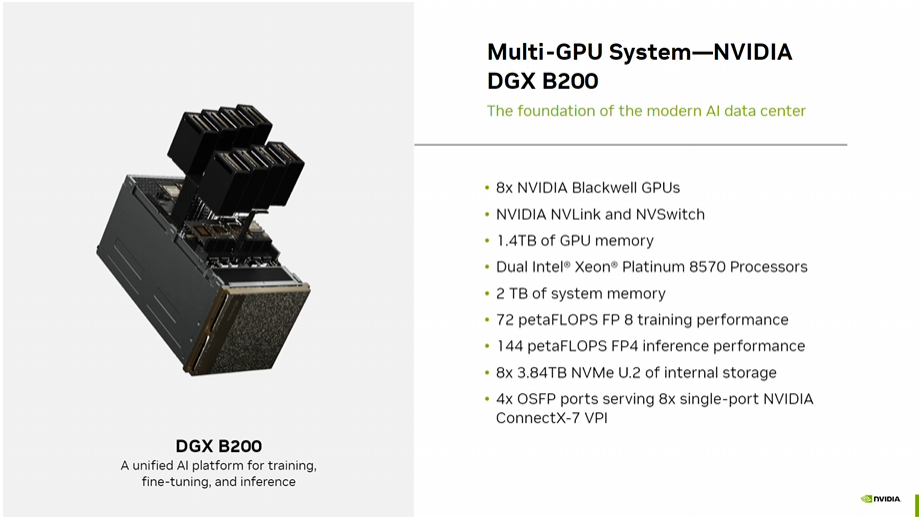 Multi-GPU System—NVIDIA
DGX B200
The foundation of the modern AI data center
• 8x NVIDIA Blackwell GPUs
• NVIDIA NVLink and NVSwitch
• 1.4TB of GPU memory
• Dual Intel® Xeon® Platinum 8570 Processors
• 2 TB of system memory
• 72 petaFLOPS FP 8 training performance
• 144 petaFLOPS FP4 inference performance
• 8x 3.84TB NVMe U.2 of internal storage
• 4x OSFP ports serving 8x single-port NVIDIA
ConnectX-7 VPI
DGX B200
A unified AI platform for training,
fine-tuning, and inference
NVIDIA